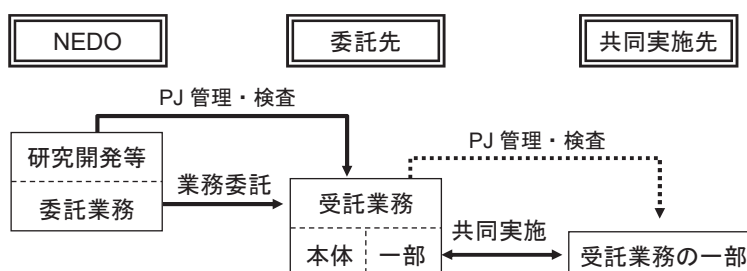 NEDO
委託先
共同実施先
PJ 管理・検査
PJ 管理・検査
研究開発等
委託業務
業務委託
受託業務
本体
一部
共同実施
受託業務の一部